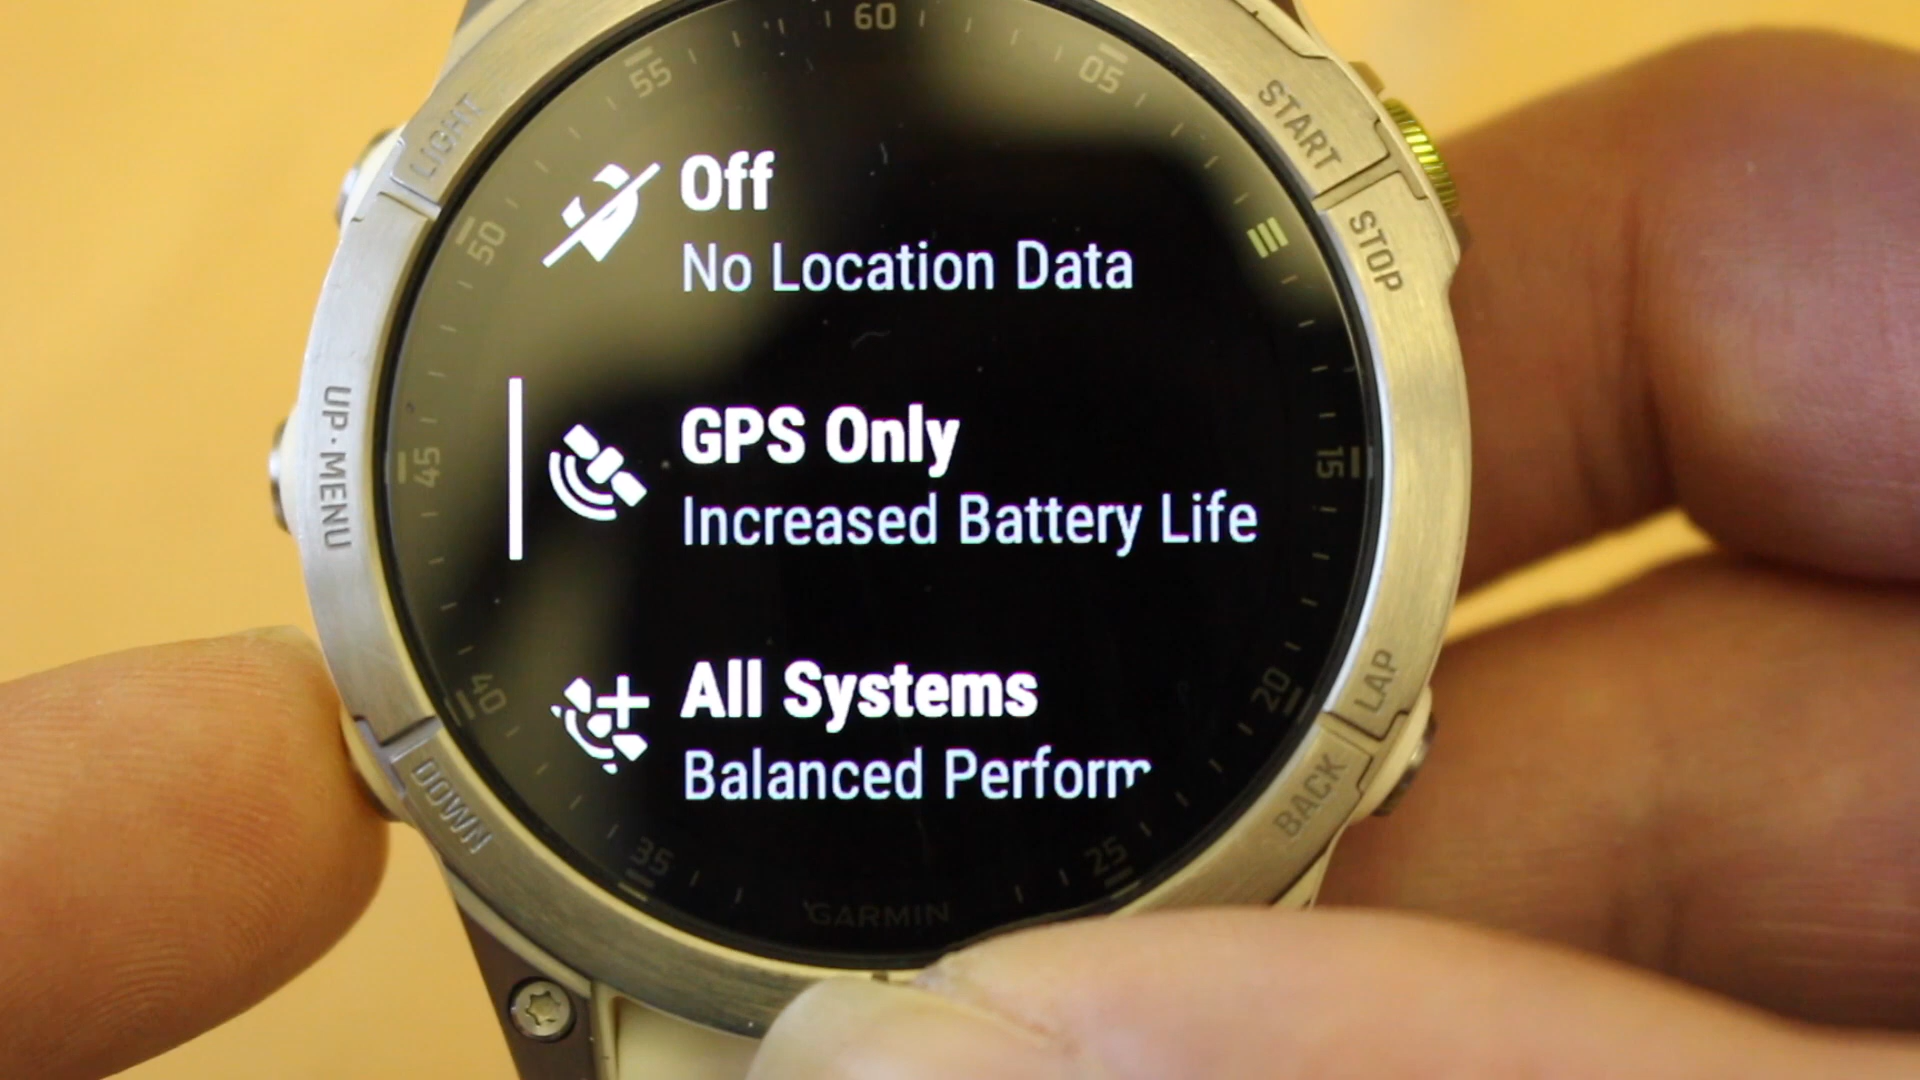 60
55
05
LIGHT
START
Off
No Location Data
50
STOP
UP·MENU
45
GPS Only
Increased Battery Life
15
40
All Systems
Balanced Perform
20
LAP
DOWN
BACK
35
25
GARMIN